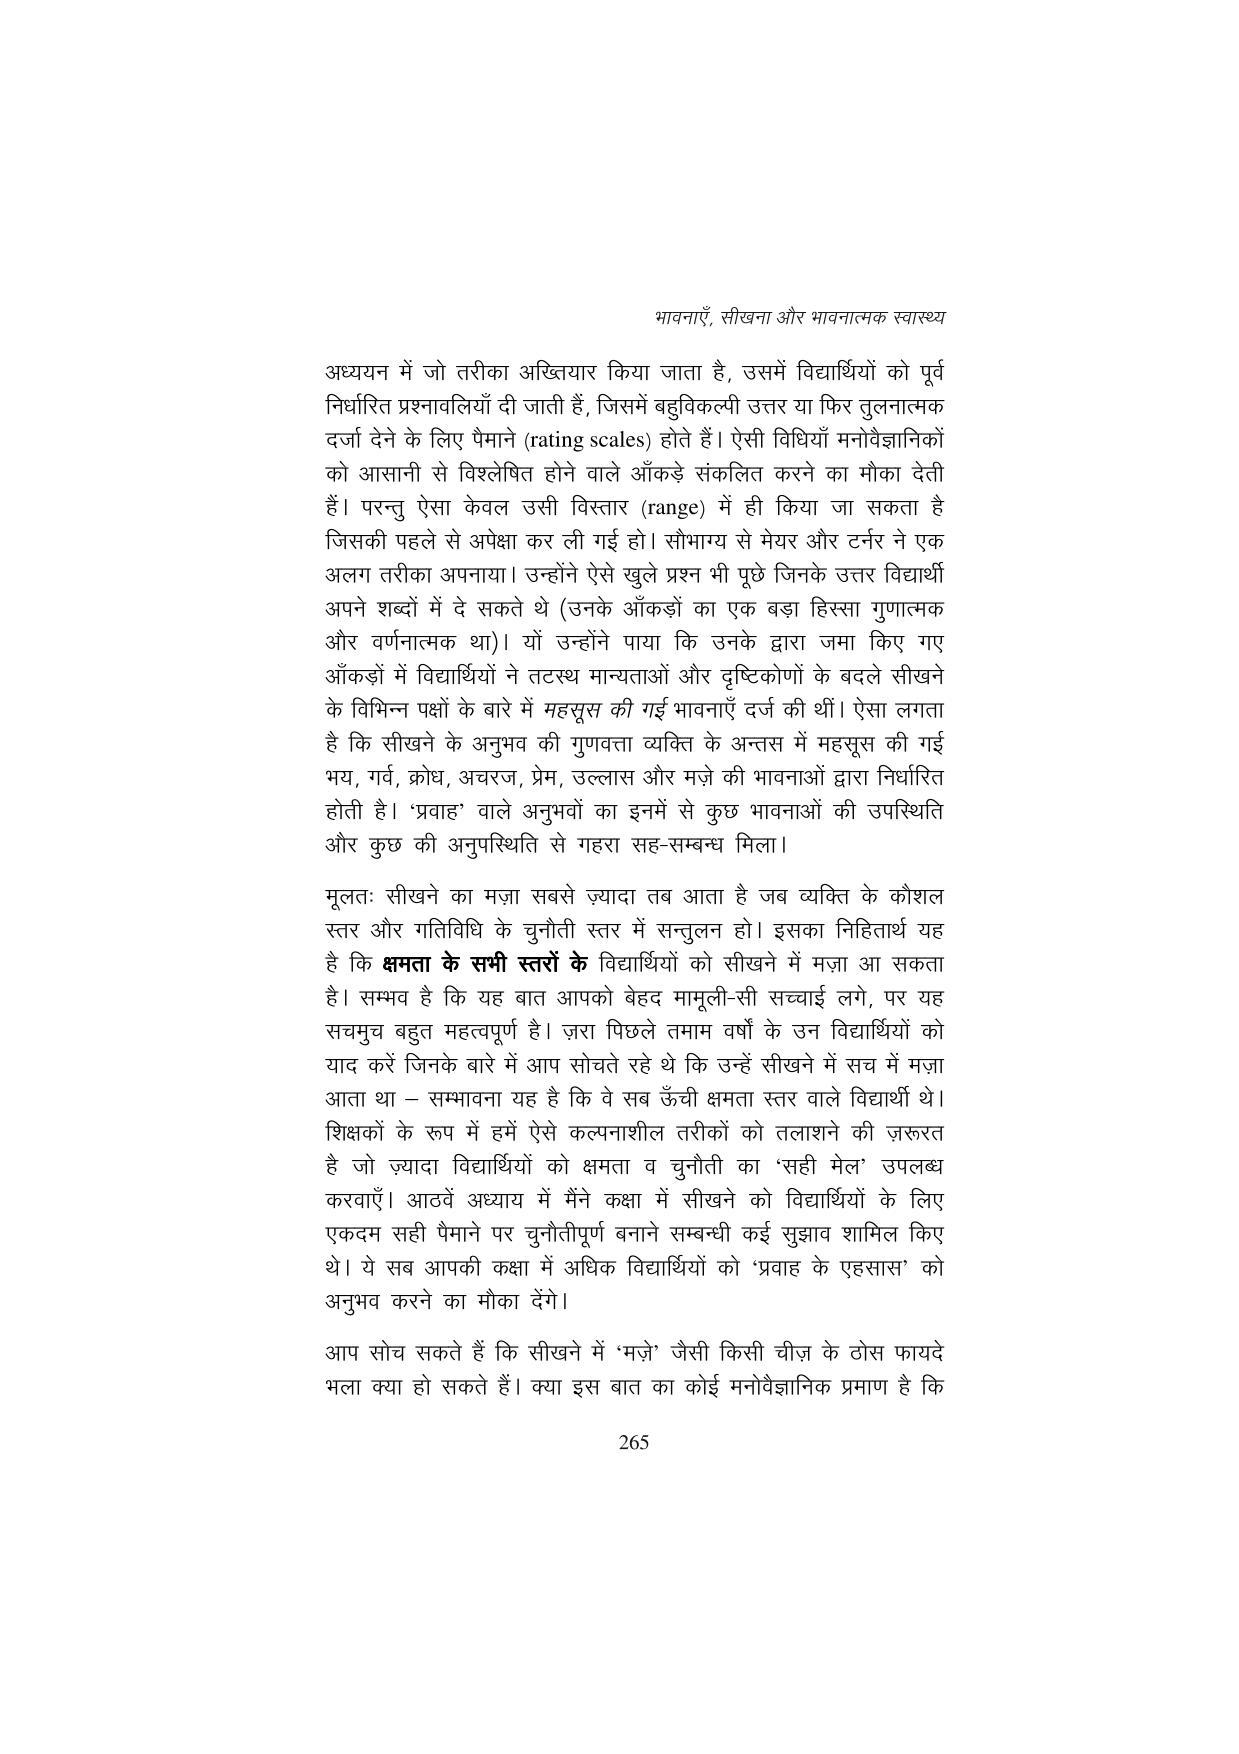 भावनाएँ, सीखना और भावनात्मक स्वास्थ्य
अध्ययन में जो तरीका अख्तियार किया जाता है, उसमें विद्यार्थियों को पूर्व
निर्धारित प्रश्नावलियाँ दी जाती हैं, जिसमें बहुविकल्पी उत्तर या फिर तुलनात्मक
दर्जा देने के लिए पैमाने (rating scales) होते हैं। ऐसी विधियाँ मनोवैज्ञानिकों
को आसानी से विश्लेषित होने वाले आँकड़े संकलित करने का मौका देती
हैं। परन्तु ऐसा केवल उसी विस्तार (range) में ही किया जा सकता है
जिसकी पहले से अपेक्षा कर ली गई हो। सौभाग्य से मेयर और टर्नर ने एक
अलग तरीका अपनाया। उन्होंने ऐसे खुले प्रश्न भी पूछे जिनके उत्तर विद्यार्थी
अपने शब्दों में दे सकते थे (उनके आँकड़ों का एक बड़ा हिस्सा गुणात्मक
और वर्णनात्मक था)। यों उन्होंने पाया कि उनके द्वारा जमा किए गए
आँकड़ों में विद्यार्थियों ने तटस्थ मान्यताओं और दृष्टिकोणों के बदले सीखने
के विभिन्न पक्षों के बारे में महसूस की गई भावनाएँ दर्ज की थीं। ऐसा लगता
है कि सीखने के अनुभव की गुणवत्ता व्यक्ति के अन्तस में महसूस की गई
भय, गर्व, क्रोध, अचरज, प्रेम, उल्लास और मज़े की भावनाओं द्वारा निर्धारित
होती है। ‘प्रवाह’ वाले अनुभवों का इनमें से कुछ भावनाओं की उपस्थिति
और कुछ की अनुपस्थिति से गहरा सह-सम्बन्ध मिला।
मूलतः सीखने का मज़ा सबसे ज़्यादा तब आता है जब व्यक्ति के कौशल
स्तर और गतिविधि के चुनौती स्तर में सन्तुलन हो। इसका निहितार्थ यह
है कि क्षमता के सभी स्तरों के विद्यार्थियों को सीखने में मज़ा आ सकता
है। सम्भव है कि यह बात आपको बेहद मामूली-सी सच्चाई लगे, पर यह
सचमुच बहुत महत्वपूर्ण है। ज़रा पिछले तमाम वर्षों के उन विद्यार्थियों को
याद करें जिनके बारे में आप सोचते रहे थे कि उन्हें सीखने में सच में मज़ा
आता था – सम्भावना यह है कि वे सब ऊँची क्षमता स्तर वाले विद्यार्थी थे।
शिक्षकों के रूप में हमें ऐसे कल्पनाशील तरीकों को तलाशने की ज़रूरत
है जो ज़्यादा विद्यार्थियों को क्षमता व चुनौती का ‘सही मेल’ उपलब्ध
करवाएँ। आठवें अध्याय में मैंने कक्षा में सीखने को विद्यार्थियों के लिए
एकदम सही पैमाने पर चुनौतीपूर्ण बनाने सम्बन्धी कई सुझाव शामिल किए
थे। ये सब आपकी कक्षा में अधिक विद्यार्थियों को ‘प्रवाह के एहसास’ को
अनुभव करने का मौका देंगे।
आप सोच सकते हैं कि सीखने में ‘मज़े’ जैसी किसी चीज़ के ठोस फायदे
भला क्या हो सकते हैं। क्या इस बात का कोई मनोवैज्ञानिक प्रमाण है कि
265